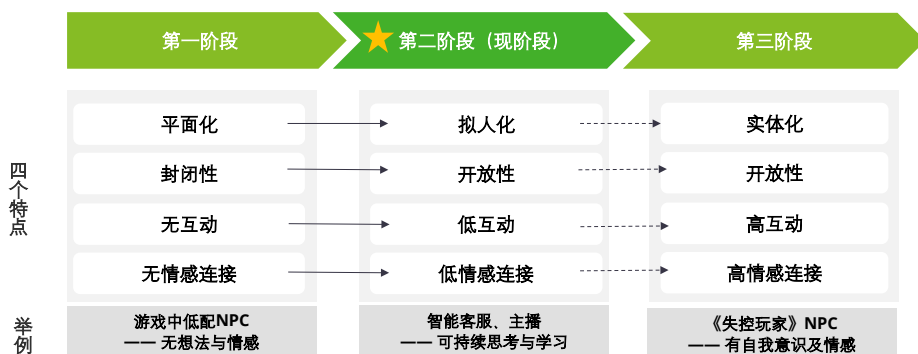 第一阶段
第二阶段（现阶段）
第三阶段
四个特点
平面化
拟人化
实体化
封闭性
开放性
开放性
无互动
低互动
高互动
无情感连接
低情感连接
高情感连接
举例
游戏中低配NPC
—— 无想法与情感
智能客服、主播
—— 可持续思考与学习
《失控玩家》NPC
—— 有自我意识及情感